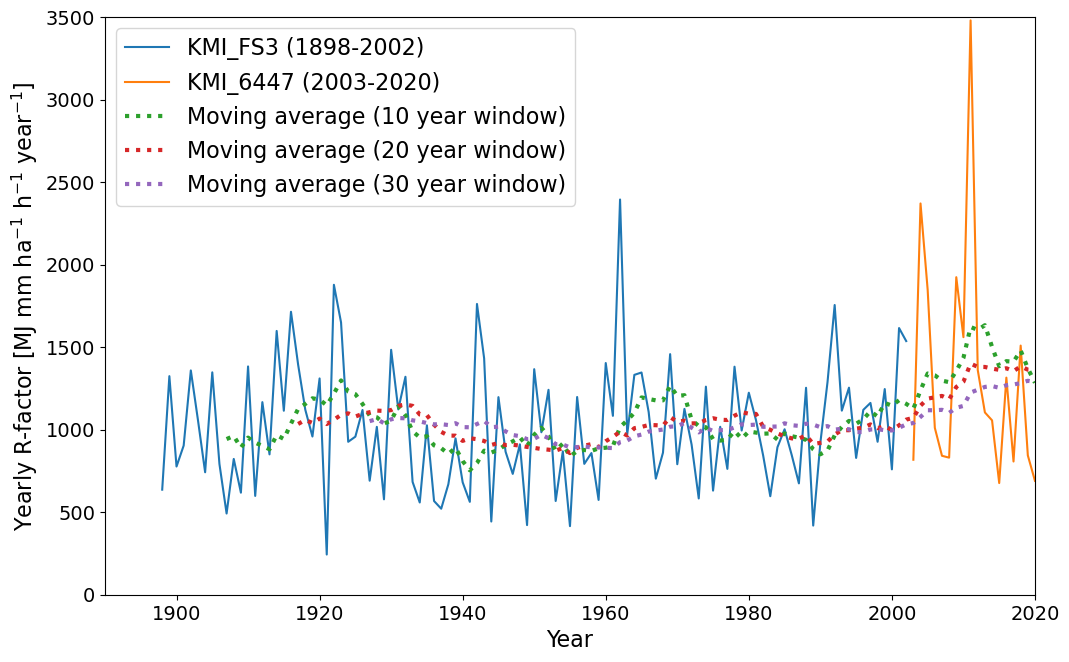 3500
3000
2500
2000
1500
1000
500
0
Yearly R-factor [MJ mm ha⁻¹ h⁻¹ year⁻¹]
KMI_FS3 (1898-2002)
KMI_6447 (2003-2020)
Moving average (10 year window)
Moving average (20 year window)
Moving average (30 year window)
1900 1920 1940 1960 1980 2000 2020
Year